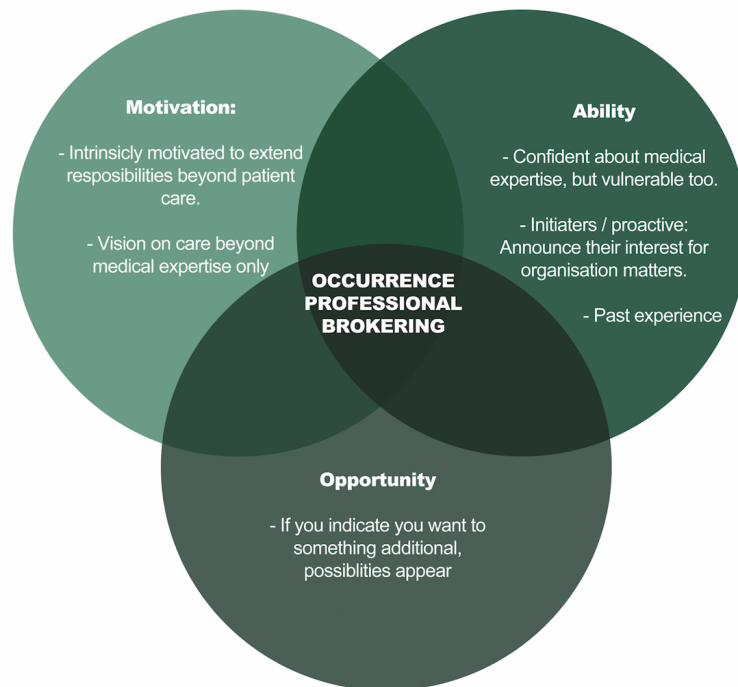 Motivation:
- Intrinsicly motivated to extend
resposibilities beyond patient
care.
- Vision on care beyond
medical expertise only
Ability
- Confident about medical
expertise, but vulnerable too.
- Initiaters / proactive:
Announce their interest for
organisation matters.
- Past experience
OCCURRENCE
PROFESSIONAL
BROKERING
Opportunity
- If you indicate you want to
something additional,
possiblities appear